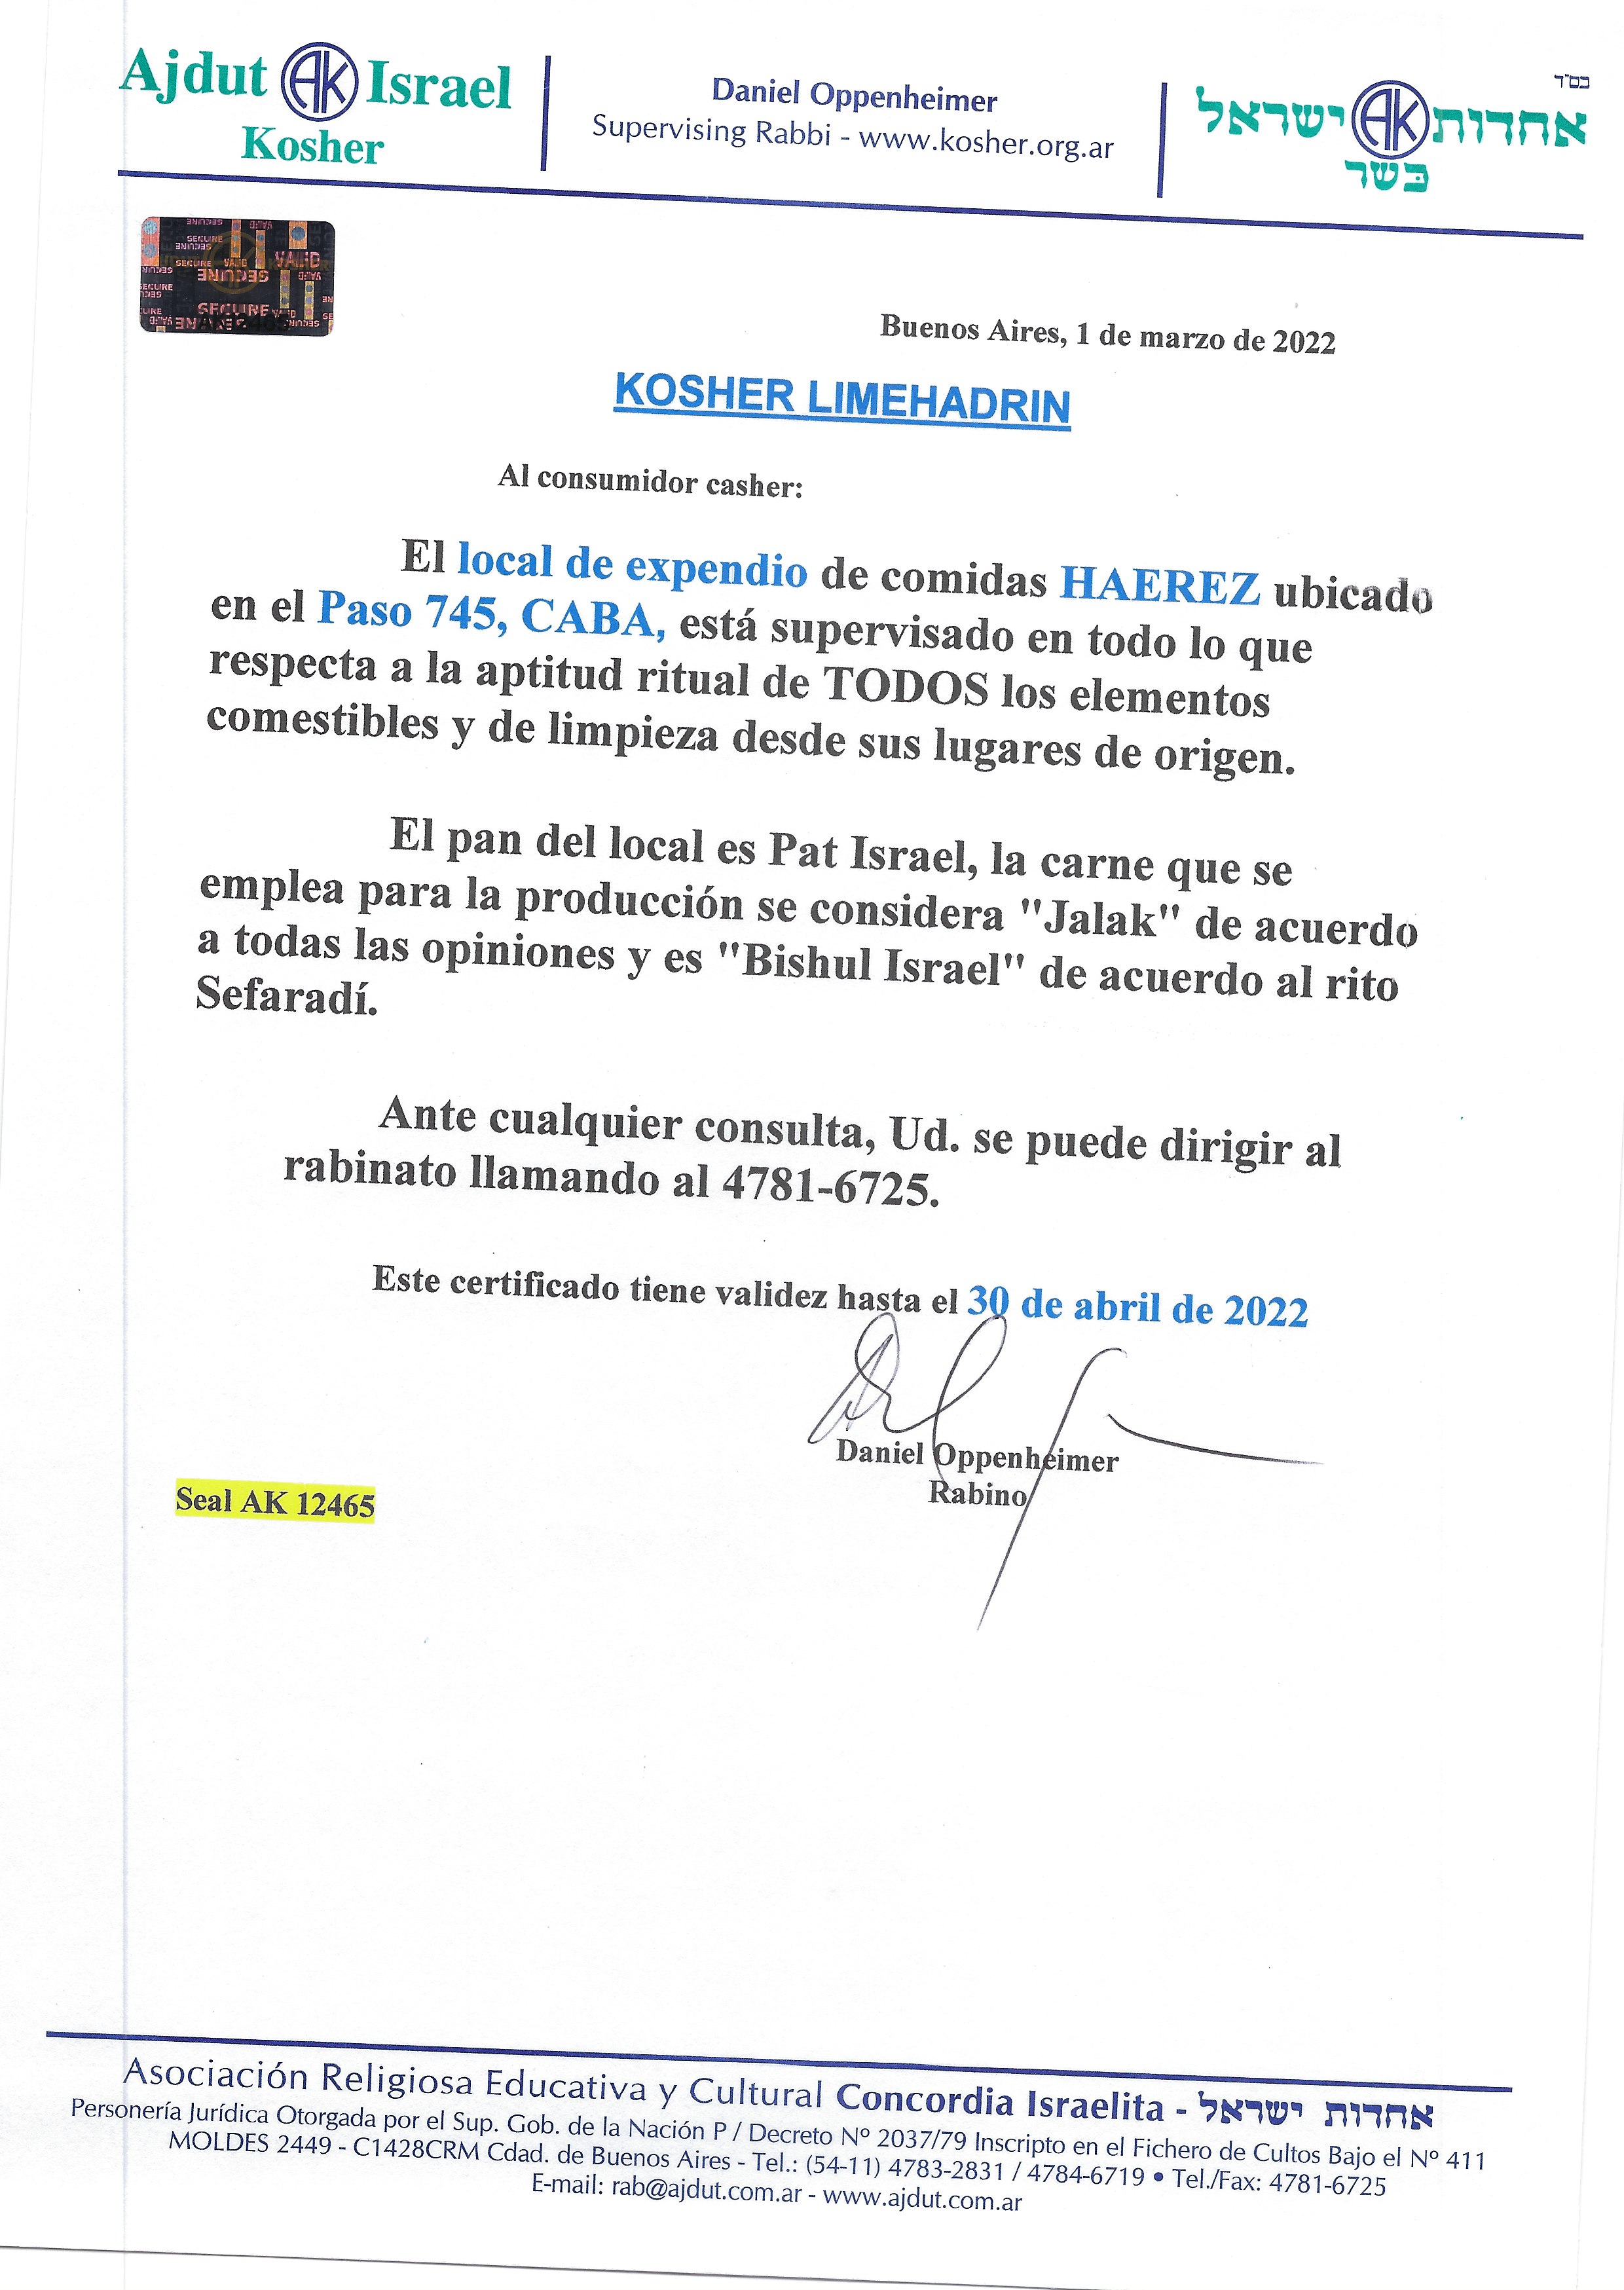 בס"ד
Ajdut AK Israel
Kosher
Daniel Oppenheimer
Supervising Rabbi - www.kosher.org.ar
אחדות AK ישראל
כשר
SECURE
VALID
Buenos Aires, 1 de marzo de 2022
KOSHER LIMEHADRIN
Al consumidor casher:
El local de expendio de comidas HAEREZ ubicado
en el Paso 745, CABA, está supervisado en todo lo que
respecta a la aptitud ritual de TODOS los elementos
comestibles y de limpieza desde sus lugares de origen.
El pan del local es Pat Israel, la carne que se
emplea para la producción se considera "Jalak" de acuerdo
a todas las opiniones y es "Bishul Israel" de acuerdo al rito
Sefaradí.
Ante cualquier consulta, Ud. se puede dirigir al
rabinato llamando al 4781-6725.
Este certificado tiene validez hasta el 30 de abril de 2022
Daniel Oppenheimer
Rabino
Seal AK 12465
Asociación Religiosa Educativa y Cultural Concordia Israelita - אחדות ישראל
Personería Jurídica Otorgada por el Sup. Gob. de la Nación P / Decreto Nº 2037/79 Inscripto en el Fichero de Cultos Bajo el Nº 411
MOLDES 2449 - C1428CRM Cdad. de Buenos Aires - Tel.: (54-11) 4783-2831 / 4784-6719 • Tel./Fax: 4781-6725
E-mail: rab@ajdut.com.ar - www.ajdut.com.ar